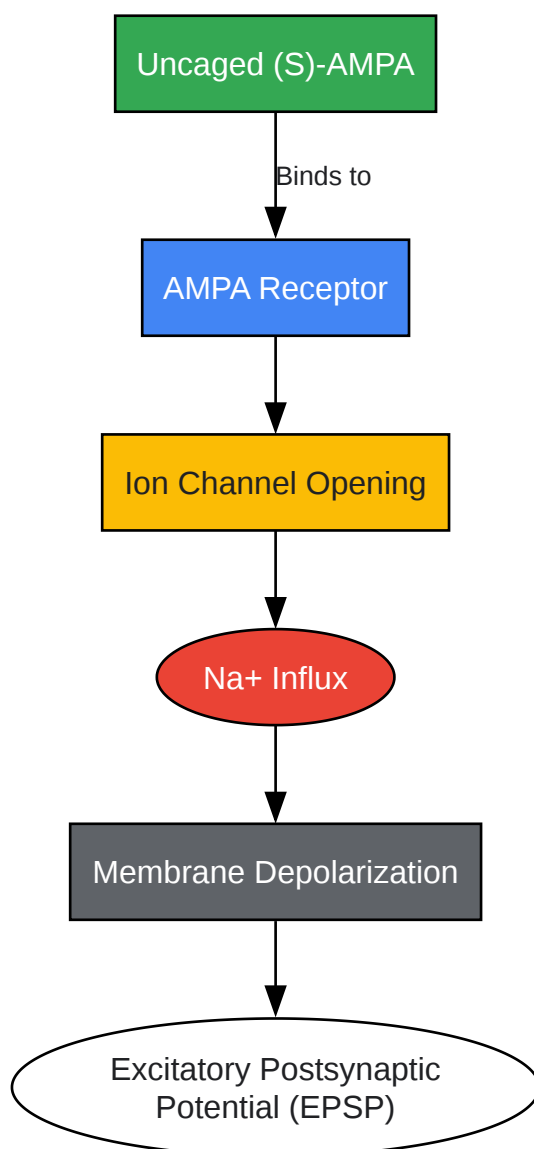 Uncaged (S)-AMPA
Binds to
AMPA Receptor
Ion Channel Opening
Na+ Influx
Membrane Depolarization
Excitatory Postsynaptic
Potential (EPSP)